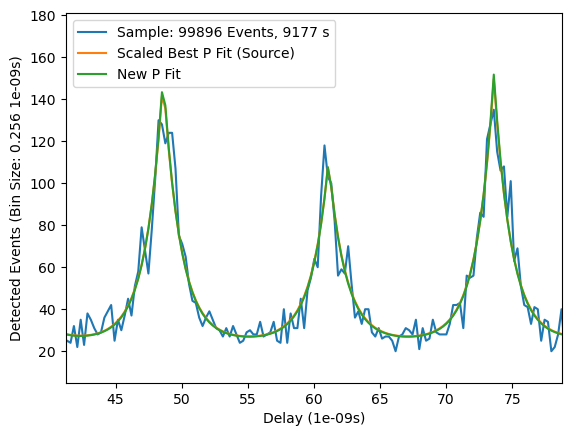 180
160
140
120
100
80
60
40
20
Detected Events (Bin Size: 0.256 1e-09s)
Sample: 99896 Events, 9177 s
Scaled Best P Fit (Source)
New P Fit
45 50 55 60 65 70 75
Delay (1e-09s)